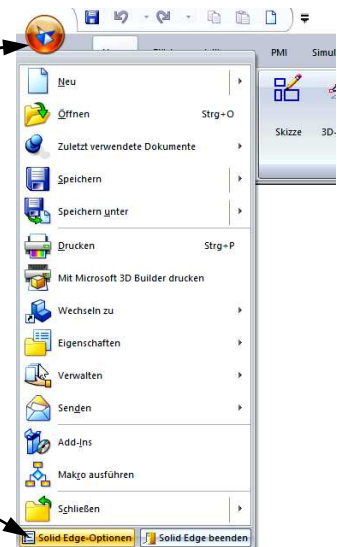 PMI Simul
Neu
Öffnen Strg+O
Skizze 3D-
Zuletzt verwendete Dokumente
Speichern
Speichern unter
Drucken Strg+P
Mit Microsoft 3D Builder drucken
Wechseln zu
Eigenschaften
Verwalten
Senden
Add-Ins
Makro ausführen
Schließen
Solid Edge-Optionen Solid Edge beenden